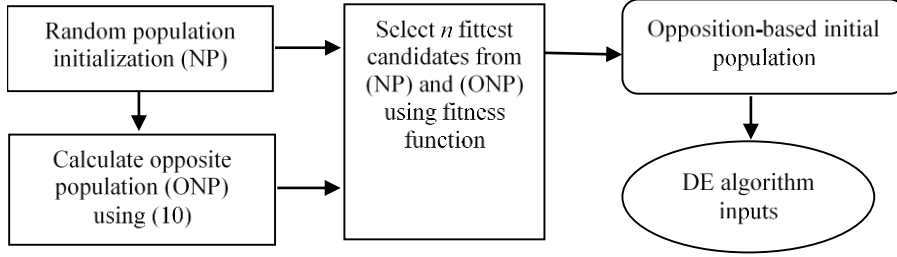 Random population
initialization (NP)
Calculate opposite
population (ONP)
using (10)
Select n fittest
candidates from
(NP) and (ONP)
using fitness
function
Opposition-based initial
population
DE algorithm
inputs